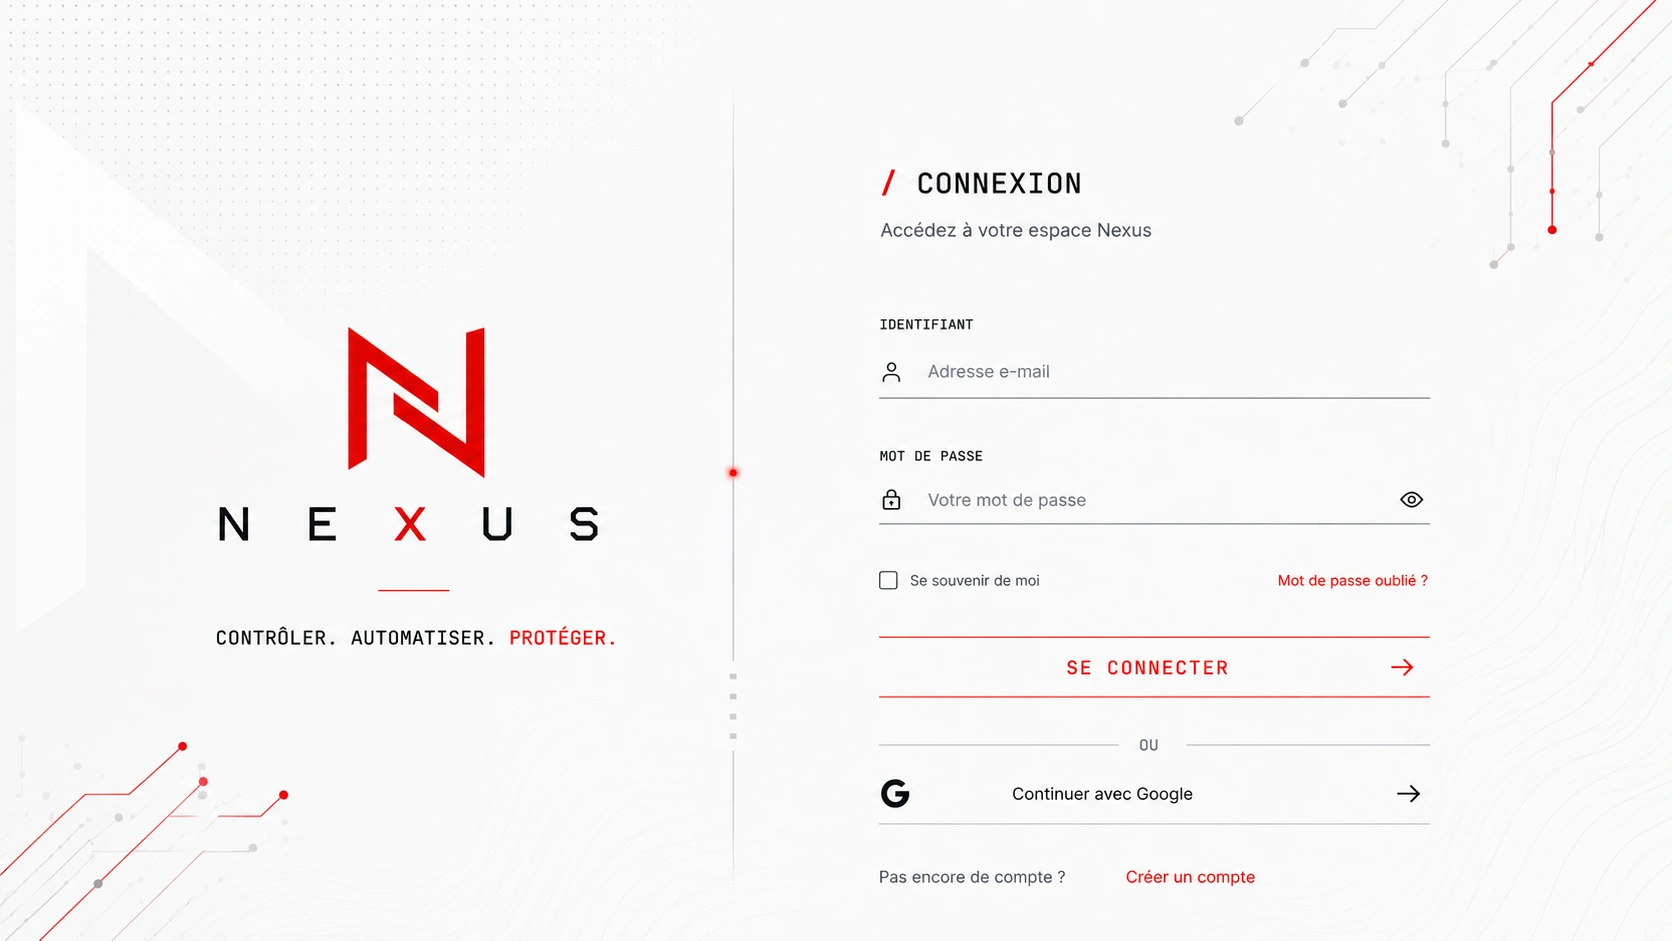 NEXUS
CONTRÔLER. AUTOMATISER. PROTÉGER.
/ CONNEXION
Accédez à votre espace Nexus
IDENTIFIANT
Adresse e-mail
MOT DE PASSE
Votre mot de passe
Se souvenir de moi
Mot de passe oublié ?
SE CONNECTER
OU
G Continuer avec Google
Pas encore de compte ? Créer un compte